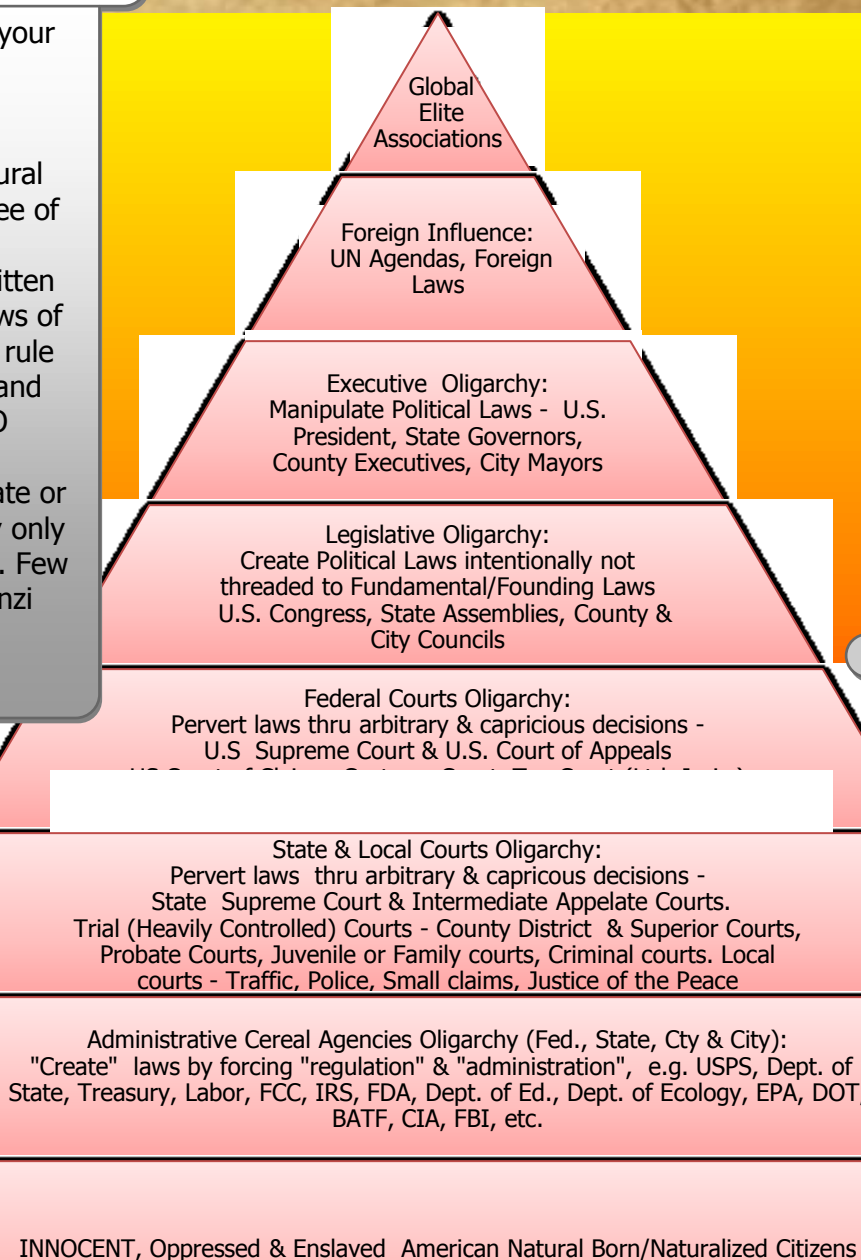 your
ural
ee of
itten
ws of
rule
and
ate or
only
. Few
nzi
Global
Elite
Associations
Foreign Influence:
UN Agendas, Foreign
Laws
Executive Oligarchy:
Manipulate Political Laws - U.S.
President, State Governors,
County Executives, City Mayors
Legislative Oligarchy:
Create Political Laws intentionally not
threaded to Fundamental/Founding Laws
U.S. Congress, State Assemblies, County &
City Councils
Federal Courts Oligarchy:
Pervert laws thru arbitrary & capricious decisions -
U.S Supreme Court & U.S. Court of Appeals
State & Local Courts Oligarchy:
Pervert laws thru arbitrary & capricous decisions -
State Supreme Court & Intermediate Appelate Courts.
Trial (Heavily Controlled) Courts - County District & Superior Courts,
Probate Courts, Juvenile or Family courts, Criminal courts. Local
courts - Traffic, Police, Small claims, Justice of the Peace
Administrative Cereal Agencies Oligarchy (Fed., State, Cty & City):
"Create" laws by forcing "regulation" & "administration", e.g. USPS, Dept. of
State, Treasury, Labor, FCC, IRS, FDA, Dept. of Ed., Dept. of Ecology, EPA, DOT,
BATF, CIA, FBI, etc.
INNOCENT, Oppressed & Enslaved American Natural Born/Naturalized Citizens